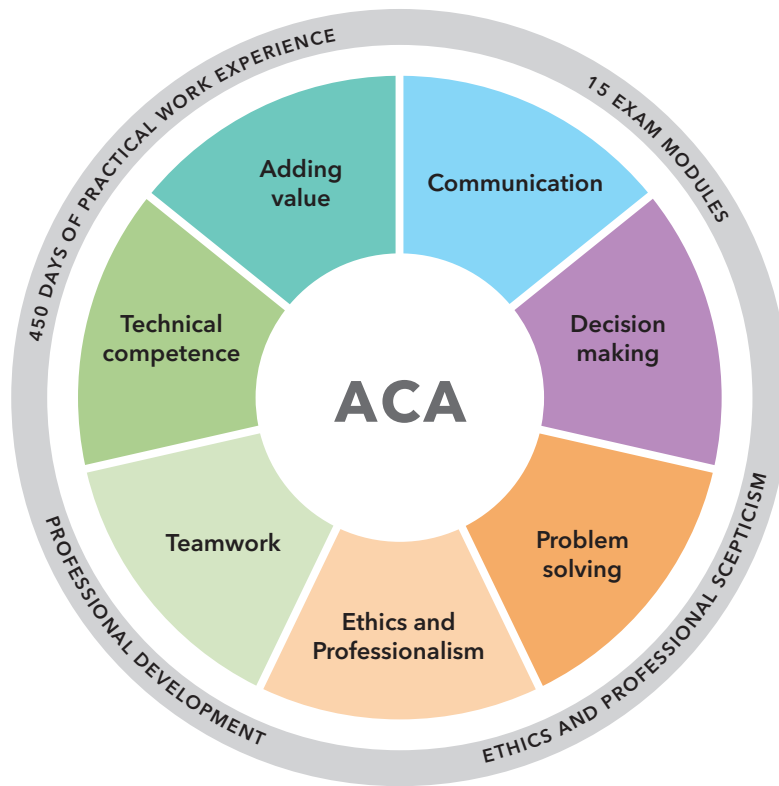 450 DAYS OF PRACTICAL WORK EXPERIENCE
15 EXAM MODULES
Adding
value
Communication
Technical
competence
Decision
making
ACA
Teamwork
Problem
solving
Ethics and
Professionalism
PROFESSIONAL DEVELOPMENT
ETHICS AND PROFESSIONAL SCEPTICISM